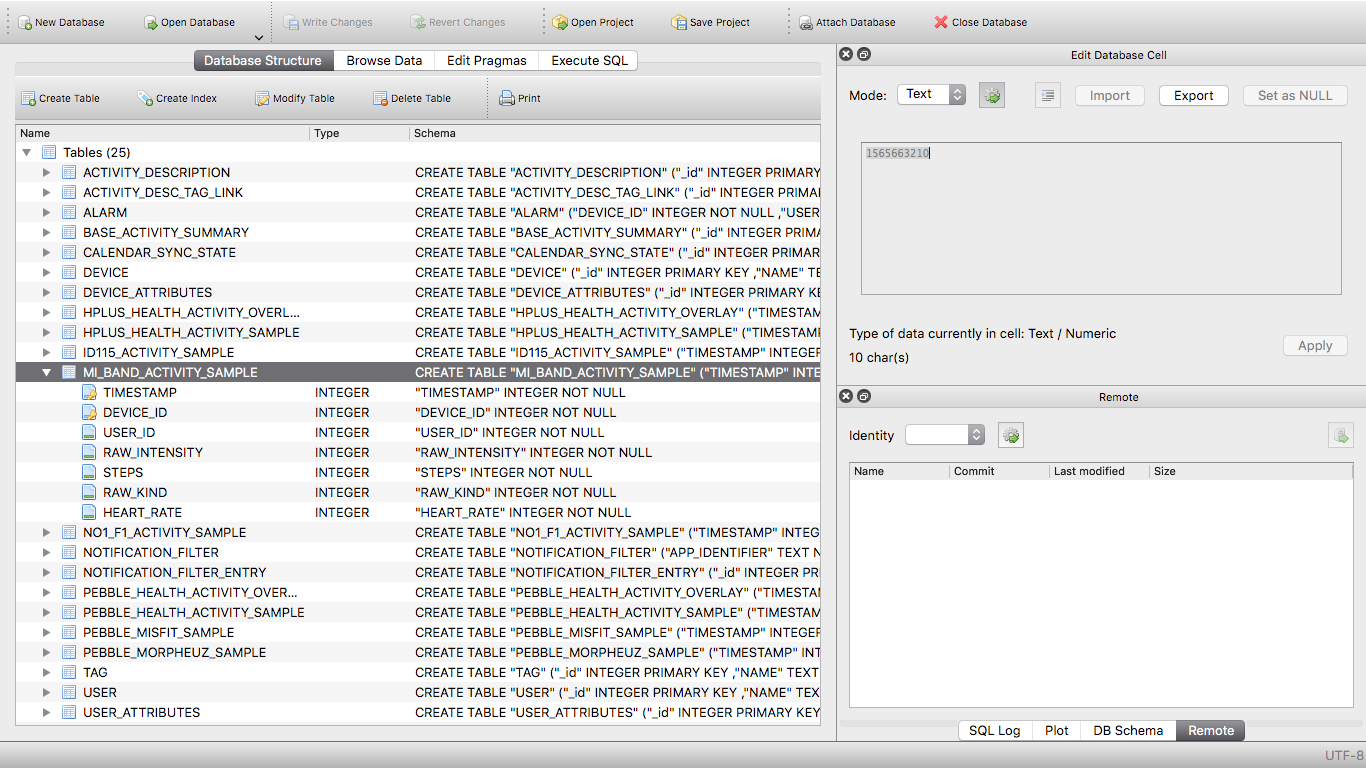 New Database Open Database Write Changes Revert Changes Open Project Save Project Attach Database Close Database
Database Structure Browse Data Edit Pragmas Execute SQL
Create Table Create Index Modify Table Delete Table Print
Name Type Schema
Tables (25)
ACTIVITY_DESCRIPTION CREATE TABLE "ACTIVITY_DESCRIPTION" ("_id" INTEGER PRIMARY
ACTIVITY_DESC_TAG_LINK CREATE TABLE "ACTIVITY_DESC_TAG_LINK" ("_id" INTEGER PRIMA
ALARM CREATE TABLE "ALARM" ("DEVICE_ID" INTEGER NOT NULL ,"USER
BASE_ACTIVITY_SUMMARY CREATE TABLE "BASE_ACTIVITY_SUMMARY" ("_id" INTEGER PRIMA
CALENDAR_SYNC_STATE CREATE TABLE "CALENDAR_SYNC_STATE" ("_id" INTEGER PRIMAR
DEVICE CREATE TABLE "DEVICE" ("_id" INTEGER PRIMARY KEY ,"NAME" TE
DEVICE_ATTRIBUTES CREATE TABLE "DEVICE_ATTRIBUTES" ("_id" INTEGER PRIMARY KE
HPLUS_HEALTH_ACTIVITY_OVERL... CREATE TABLE "HPLUS_HEALTH_ACTIVITY_OVERLAY" ("TIMESTAM
HPLUS_HEALTH_ACTIVITY_SAMPLE CREATE TABLE "HPLUS_HEALTH_ACTIVITY_SAMPLE" ("TIMESTAMP
ID115_ACTIVITY_SAMPLE CREATE TABLE "ID115_ACTIVITY_SAMPLE" ("TIMESTAMP" INTEGER
MI_BAND_ACTIVITY_SAMPLE CREATE TABLE "MI_BAND_ACTIVITY_SAMPLE" ("TIMESTAMP" INTE
TIMESTAMP INTEGER "TIMESTAMP" INTEGER NOT NULL
DEVICE_ID INTEGER "DEVICE_ID" INTEGER NOT NULL
USER_ID INTEGER "USER_ID" INTEGER NOT NULL
RAW_INTENSITY INTEGER "RAW_INTENSITY" INTEGER NOT NULL
STEPS INTEGER "STEPS" INTEGER NOT NULL
RAW_KIND INTEGER "RAW_KIND" INTEGER NOT NULL
HEART_RATE INTEGER "HEART_RATE" INTEGER NOT NULL
NO1_F1_ACTIVITY_SAMPLE CREATE TABLE "NO1_F1_ACTIVITY_SAMPLE" ("TIMESTAMP" INTEG
NOTIFICATION_FILTER CREATE TABLE "NOTIFICATION_FILTER" ("APP_IDENTIFIER" TEXT N
NOTIFICATION_FILTER_ENTRY CREATE TABLE "NOTIFICATION_FILTER_ENTRY" ("_id" INTEGER PRI
PEBBLE_HEALTH_ACTIVITY_OVER... CREATE TABLE "PEBBLE_HEALTH_ACTIVITY_OVERLAY" ("TIMESTA
PEBBLE_HEALTH_ACTIVITY_SAMPLE CREATE TABLE "PEBBLE_HEALTH_ACTIVITY_SAMPLE" ("TIMESTAM
PEBBLE_MISFIT_SAMPLE CREATE TABLE "PEBBLE_MISFIT_SAMPLE" ("TIMESTAMP" INTEGER
PEBBLE_MORPHEUZ_SAMPLE CREATE TABLE "PEBBLE_MORPHEUZ_SAMPLE" ("TIMESTAMP" INT
TAG CREATE TABLE "TAG" ("_id" INTEGER PRIMARY KEY ,"NAME" TEXT
USER CREATE TABLE "USER" ("_id" INTEGER PRIMARY KEY ,"NAME" TEX
USER_ATTRIBUTES CREATE TABLE "USER_ATTRIBUTES" ("_id" INTEGER PRIMARY KEY
Edit Database Cell
Mode: Text Import Export Set as NULL
1565663210
Type of data currently in cell: Text / Numeric
10 char(s)
Apply
Remote
Identity
Name Commit Last modified Size
SQL Log Plot DB Schema Remote
UTF-8